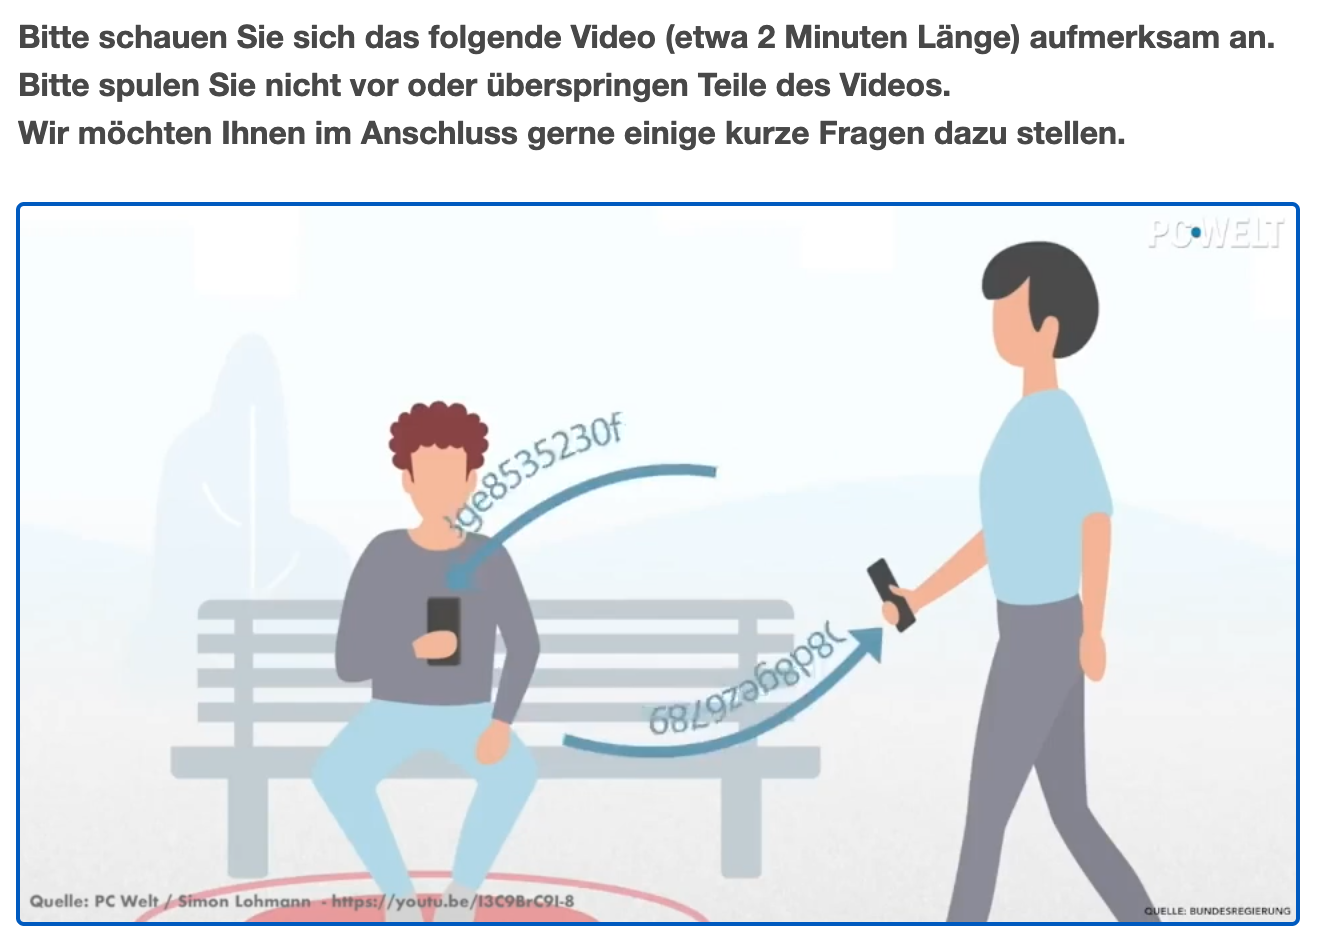 Bitte schauen Sie sich das folgende Video (etwa 2 Minuten Länge) aufmerksam an.
Bitte spulen Sie nicht vor oder überspringen Teile des Videos.
Wir möchten Ihnen im Anschluss gerne einige kurze Fragen dazu stellen.
PC WELT
ge8535230f
8d8gez6789
Quelle: PC Welt / Simon Lohmann - https://youtu.be/I3C9BrC9I-8
QUELLE: BUNDESREGIERUNG